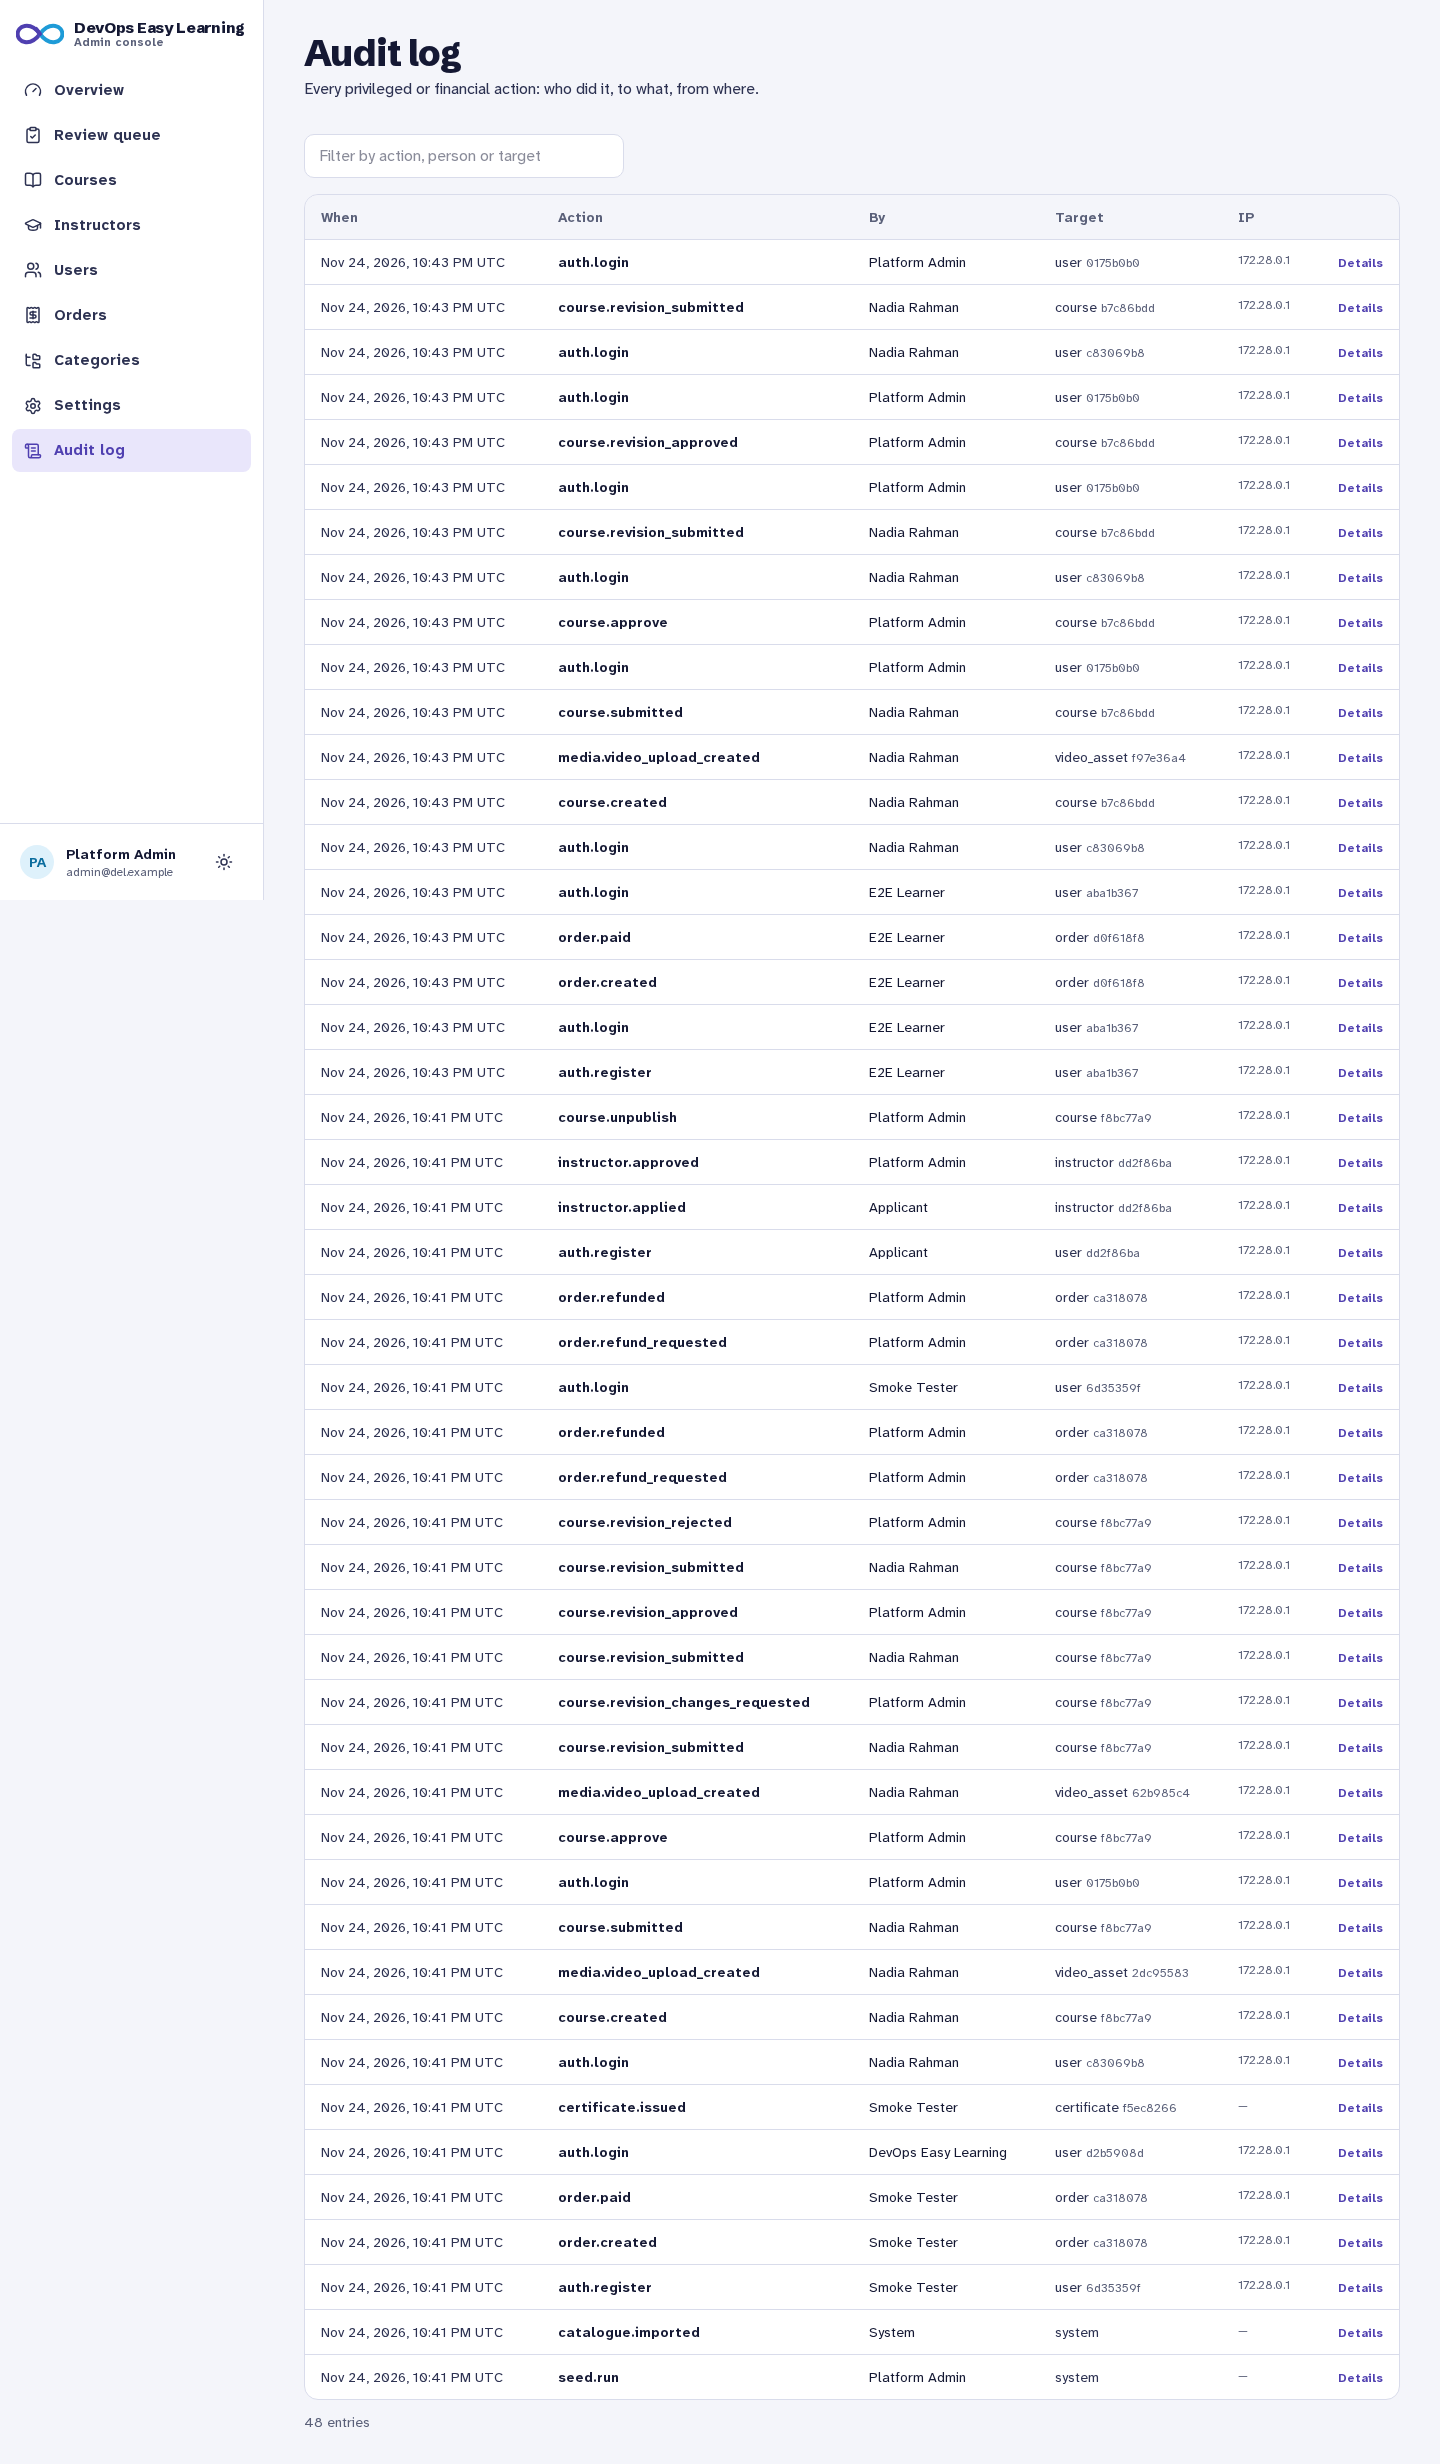 DevOps Easy Learning
Admin console
Overview
Review queue
Courses
Instructors
Users
Orders
Categories
Settings
Audit log
PA Platform Admin
admin@del.example
Audit log
Every privileged or financial action: who did it, to what, from where.
Filter by action, person or target
When Action By Target IP
Nov 24, 2026, 10:43 PM UTC auth.login Platform Admin user 0175b0b0 172.28.0.1 Details
Nov 24, 2026, 10:43 PM UTC course.revision_submitted Nadia Rahman course b7c86bdd 172.28.0.1 Details
Nov 24, 2026, 10:43 PM UTC auth.login Nadia Rahman user c83069b8 172.28.0.1 Details
Nov 24, 2026, 10:43 PM UTC auth.login Platform Admin user 0175b0b0 172.28.0.1 Details
Nov 24, 2026, 10:43 PM UTC course.revision_approved Platform Admin course b7c86bdd 172.28.0.1 Details
Nov 24, 2026, 10:43 PM UTC auth.login Platform Admin user 0175b0b0 172.28.0.1 Details
Nov 24, 2026, 10:43 PM UTC course.revision_submitted Nadia Rahman course b7c86bdd 172.28.0.1 Details
Nov 24, 2026, 10:43 PM UTC auth.login Nadia Rahman user c83069b8 172.28.0.1 Details
Nov 24, 2026, 10:43 PM UTC course.approve Platform Admin course b7c86bdd 172.28.0.1 Details
Nov 24, 2026, 10:43 PM UTC auth.login Platform Admin user 0175b0b0 172.28.0.1 Details
Nov 24, 2026, 10:43 PM UTC course.submitted Nadia Rahman course b7c86bdd 172.28.0.1 Details
Nov 24, 2026, 10:43 PM UTC media.video_upload_created Nadia Rahman video_asset f97e36a4 172.28.0.1 Details
Nov 24, 2026, 10:43 PM UTC course.created Nadia Rahman course b7c86bdd 172.28.0.1 Details
Nov 24, 2026, 10:43 PM UTC auth.login Nadia Rahman user c83069b8 172.28.0.1 Details
Nov 24, 2026, 10:43 PM UTC auth.login E2E Learner user aba1b367 172.28.0.1 Details
Nov 24, 2026, 10:43 PM UTC order.paid E2E Learner order d0f618f8 172.28.0.1 Details
Nov 24, 2026, 10:43 PM UTC order.created E2E Learner order d0f618f8 172.28.0.1 Details
Nov 24, 2026, 10:43 PM UTC auth.login E2E Learner user aba1b367 172.28.0.1 Details
Nov 24, 2026, 10:43 PM UTC auth.register E2E Learner user aba1b367 172.28.0.1 Details
Nov 24, 2026, 10:41 PM UTC course.unpublish Platform Admin course f8bc77a9 172.28.0.1 Details
Nov 24, 2026, 10:41 PM UTC instructor.approved Platform Admin instructor dd2f86ba 172.28.0.1 Details
Nov 24, 2026, 10:41 PM UTC instructor.applied Applicant instructor dd2f86ba 172.28.0.1 Details
Nov 24, 2026, 10:41 PM UTC auth.register Applicant user dd2f86ba 172.28.0.1 Details
Nov 24, 2026, 10:41 PM UTC order.refunded Platform Admin order ca318078 172.28.0.1 Details
Nov 24, 2026, 10:41 PM UTC order.refund_requested Platform Admin order ca318078 172.28.0.1 Details
Nov 24, 2026, 10:41 PM UTC auth.login Smoke Tester user 6d35359f 172.28.0.1 Details
Nov 24, 2026, 10:41 PM UTC order.refunded Platform Admin order ca318078 172.28.0.1 Details
Nov 24, 2026, 10:41 PM UTC order.refund_requested Platform Admin order ca318078 172.28.0.1 Details
Nov 24, 2026, 10:41 PM UTC course.revision_rejected Platform Admin course f8bc77a9 172.28.0.1 Details
Nov 24, 2026, 10:41 PM UTC course.revision_submitted Nadia Rahman course f8bc77a9 172.28.0.1 Details
Nov 24, 2026, 10:41 PM UTC course.revision_approved Platform Admin course f8bc77a9 172.28.0.1 Details
Nov 24, 2026, 10:41 PM UTC course.revision_submitted Nadia Rahman course f8bc77a9 172.28.0.1 Details
Nov 24, 2026, 10:41 PM UTC course.revision_changes_requested Platform Admin course f8bc77a9 172.28.0.1 Details
Nov 24, 2026, 10:41 PM UTC course.revision_submitted Nadia Rahman course f8bc77a9 172.28.0.1 Details
Nov 24, 2026, 10:41 PM UTC media.video_upload_created Nadia Rahman video_asset 62b985c4 172.28.0.1 Details
Nov 24, 2026, 10:41 PM UTC course.approve Platform Admin course f8bc77a9 172.28.0.1 Details
Nov 24, 2026, 10:41 PM UTC auth.login Platform Admin user 0175b0b0 172.28.0.1 Details
Nov 24, 2026, 10:41 PM UTC course.submitted Nadia Rahman course f8bc77a9 172.28.0.1 Details
Nov 24, 2026, 10:41 PM UTC media.video_upload_created Nadia Rahman video_asset 2dc95583 172.28.0.1 Details
Nov 24, 2026, 10:41 PM UTC course.created Nadia Rahman course f8bc77a9 172.28.0.1 Details
Nov 24, 2026, 10:41 PM UTC auth.login Nadia Rahman user c83069b8 172.28.0.1 Details
Nov 24, 2026, 10:41 PM UTC certificate.issued Smoke Tester certificate f5ec8266 — Details
Nov 24, 2026, 10:41 PM UTC auth.login DevOps Easy Learning user d2b5908d 172.28.0.1 Details
Nov 24, 2026, 10:41 PM UTC order.paid Smoke Tester order ca318078 172.28.0.1 Details
Nov 24, 2026, 10:41 PM UTC order.created Smoke Tester order ca318078 172.28.0.1 Details
Nov 24, 2026, 10:41 PM UTC auth.register Smoke Tester user 6d35359f 172.28.0.1 Details
Nov 24, 2026, 10:41 PM UTC catalogue.imported System system — Details
Nov 24, 2026, 10:41 PM UTC seed.run Platform Admin system — Details
48 entries